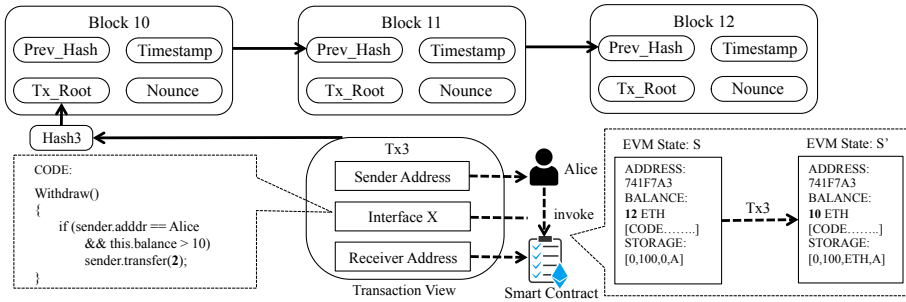 Block 10
Prev_Hash
Timestamp
Tx_Root
Nounce
Block 11
Prev_Hash
Timestamp
Tx_Root
Nounce
Block 12
Prev_Hash
Timestamp
Tx_Root
Nounce
Hash3
CODE:
Withdraw()
{
if (sender.addr == Alice
&& this.balance > 10)
sender.transfer(2);
}
Tx3
Sender Address
Interface X
Receiver Address
Transaction View
Alice
invoke
Smart Contract
EVM State: S
ADDRESS:
741F7A3
BALANCE:
12 ETH
[CODE........]
STORAGE:
[0,100,0,A]
Tx3
EVM State: S'
ADDRESS:
741F7A3
BALANCE:
10 ETH
[CODE........]
STORAGE:
[0,100,ETH,A]